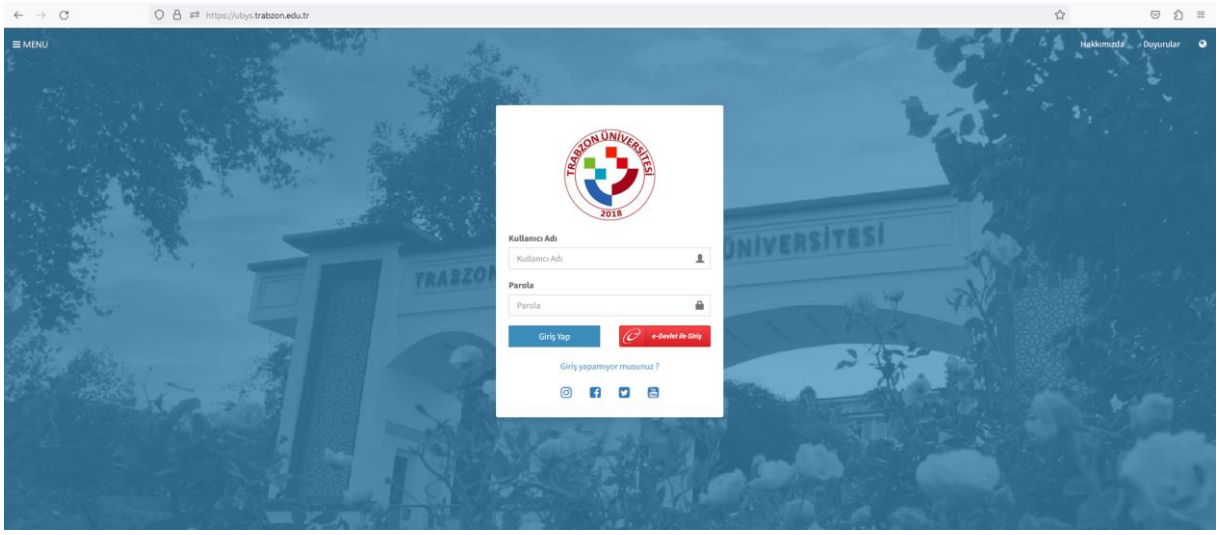 https://ubys.trabzon.edu.tr
MENU
Hakkımızda
Duyurular
TRABZON ÜNİVERSİTESİ
2018
TRABZON
ÜNİVERSİTESİ
Kullanıcı Adı
Kullanıcı Adı
Parola
Parola
Giriş Yap
e-Devlet ile Giriş
Giriş yapamıyor musunuz ?